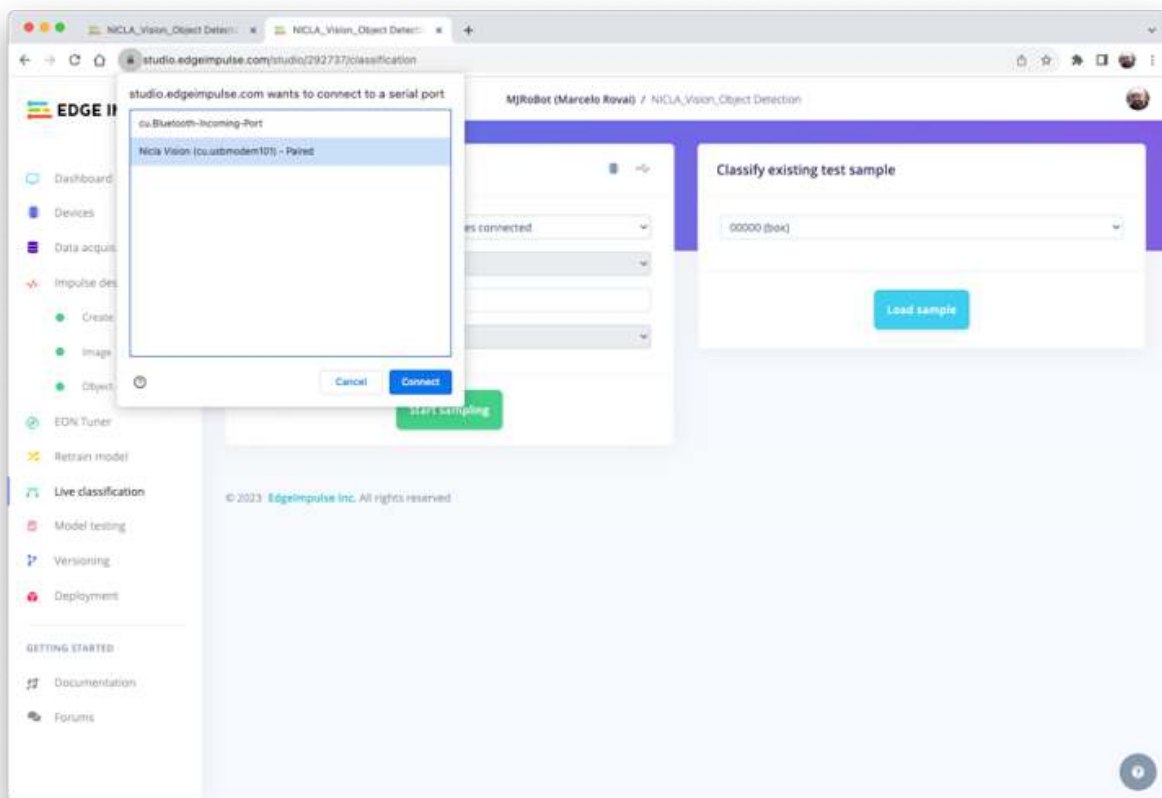 NICLA_Vision_Object Detect
NICLA_Vision_Object Detect
studio.edgeimpulse.com/studio/292737/classification
studio.edgeimpulse.com wants to connect to a serial port
cu.Bluetooth-Incoming-Port
Nicla Vision (cu.usbmodem101) - Paired
Cancel
Connect
EDGE IM
MJRoBot (Marcelo Rovai) / NICLA_Vision_Object Detection
Dashboard
Devices
Data acquis
Impulse des
Create
Image
Object
EON Tuner
Retrain model
Live classification
Model testing
Versioning
Deployment
GETTING STARTED
Documentation
Forums
es connected
Start sampling
Classify existing test sample
00000 (box)
Load sample
© 2023 EdgeImpulse Inc. All rights reserved